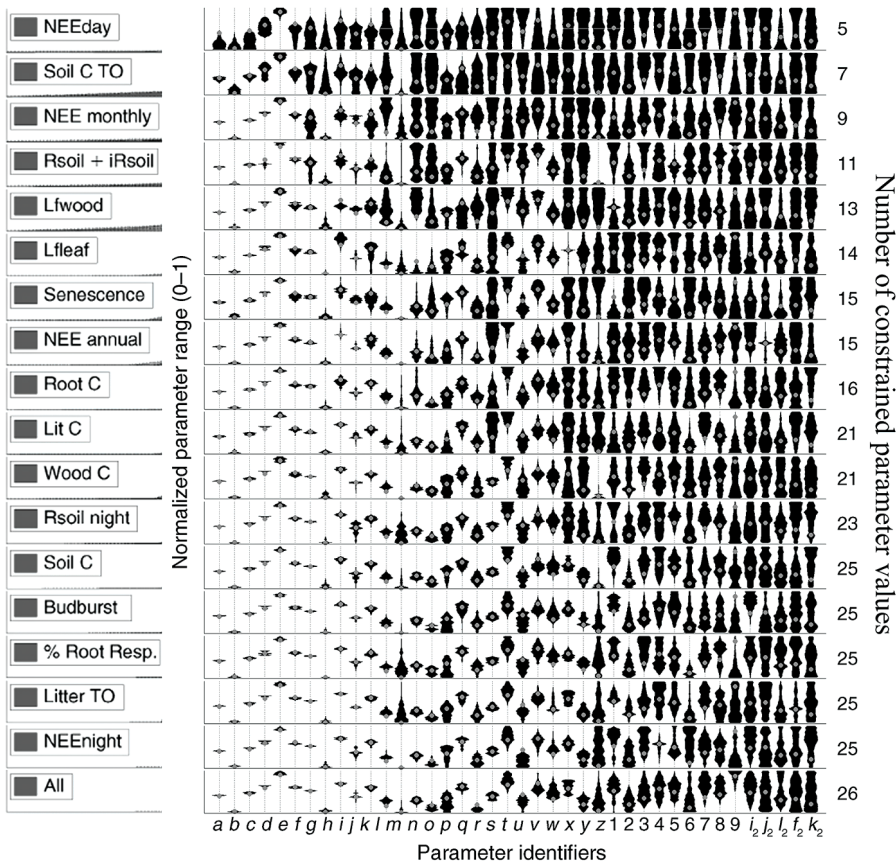 NEEday 5
Soil C TO 7
NEE monthly 9
Rsoil + iRsoil 11
Lfwood 13
Lfleaf 14
Senescence 15
NEE annual 15
Root C 16
Lit C 21
Wood C 21
Rsoil night 23
Soil C 25
Budburst 25
% Root Resp. 25
Litter TO 25
NEEnight 25
All 26
Normalized parameter range (0–1)
Number of constrained parameter values
a b c d e f g h i j k l m n o p q r s t u v w x y z 1 2 3 4 5 6 7 8 9 i2 j2 l2 f2 k2
Parameter identifiers